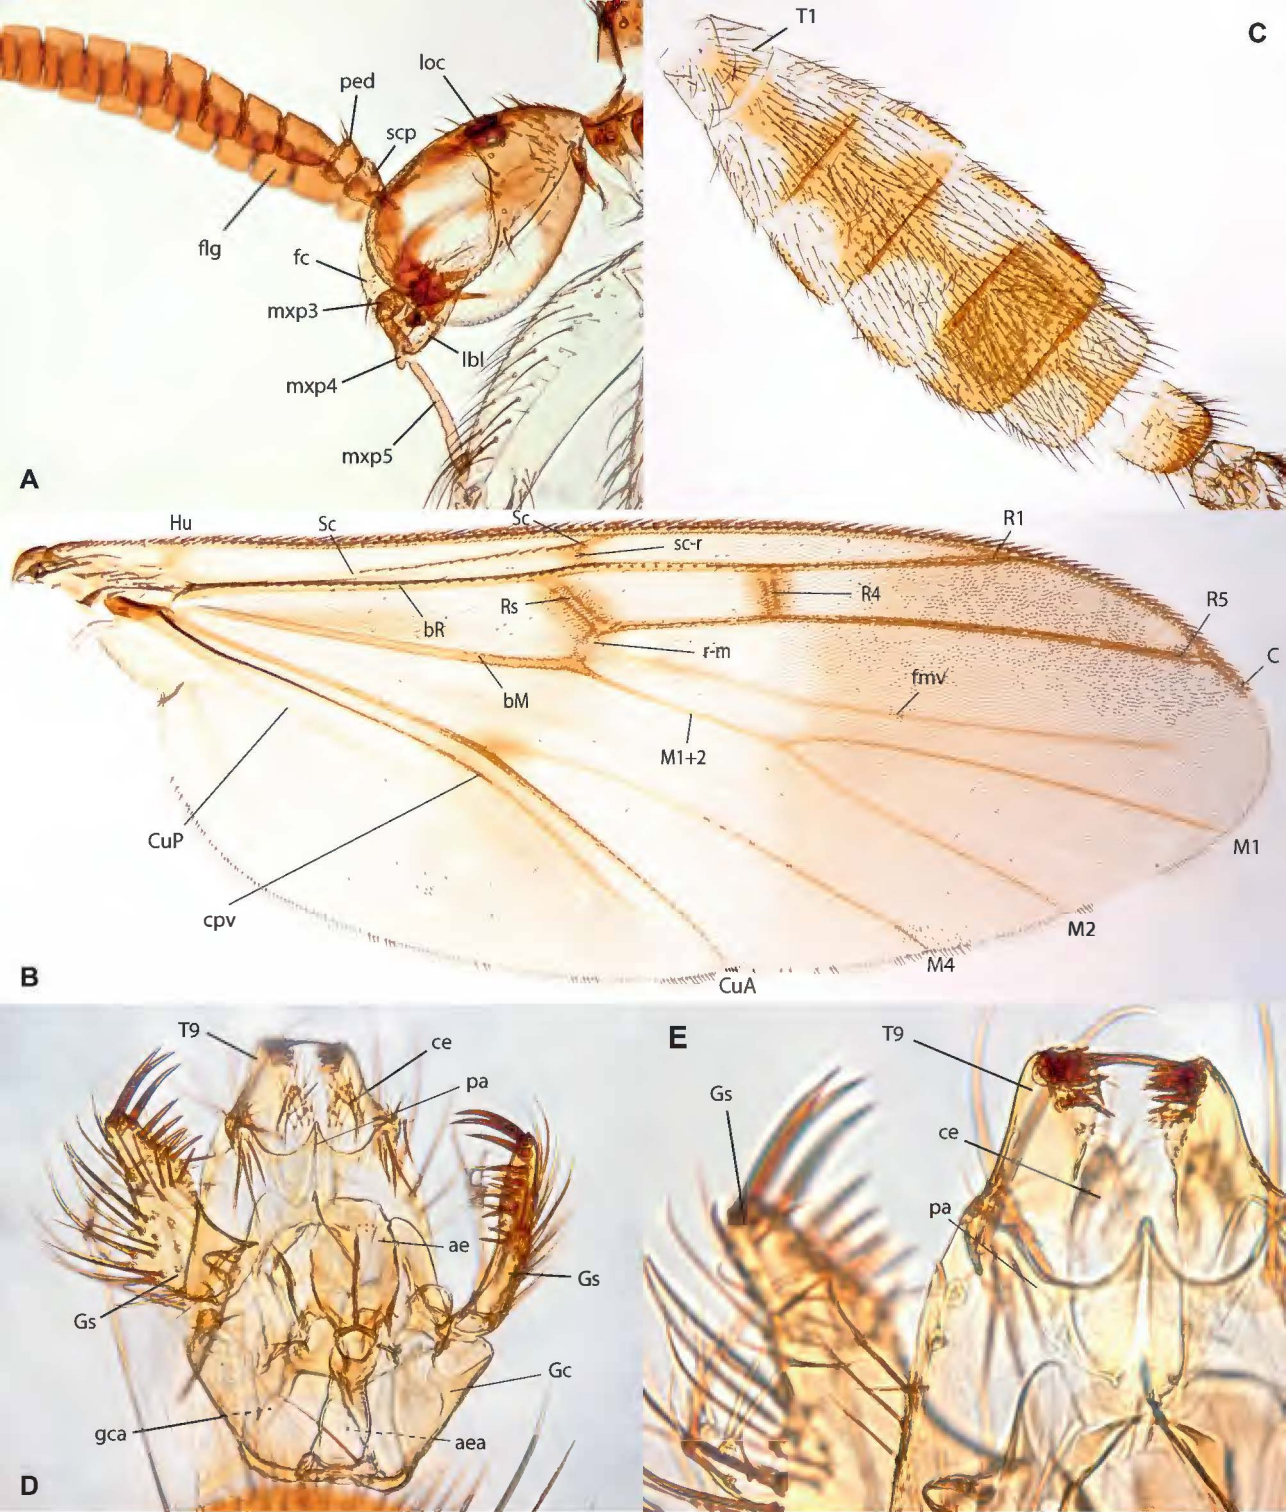 loc
ped
scp
flg
fc
mxp3
lbl
mxp4
mxp5
A
T1
C
Hu
Sc
Sc
sc-r
R1
Rs
bR
R4
R5
r-m
C
bM
fmv
M1+2
CuP
M1
cpv
M2
M4
CuA
B
T9
ce
pa
ae
Gs
Gs
Gc
gca
aea
D
E
T9
Gs
ce
pa